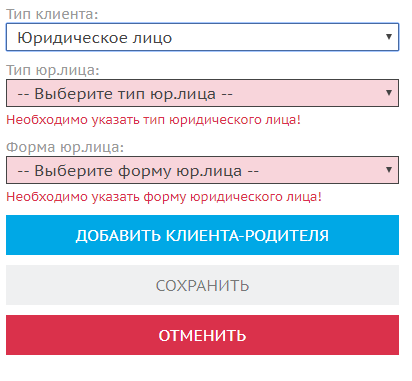 Тип клиента:
Юридическое лицо
Тип юр.лица:
-- Выберите тип юр.лица --
Необходимо указать тип юридического лица!
Форма юр.лица:
-- Выберите форму юр.лица --
Необходимо указать форму юридического лица!
ДОБАВИТЬ КЛИЕНТА-РОДИТЕЛЯ
СОХРАНИТЬ
ОТМЕНИТЬ